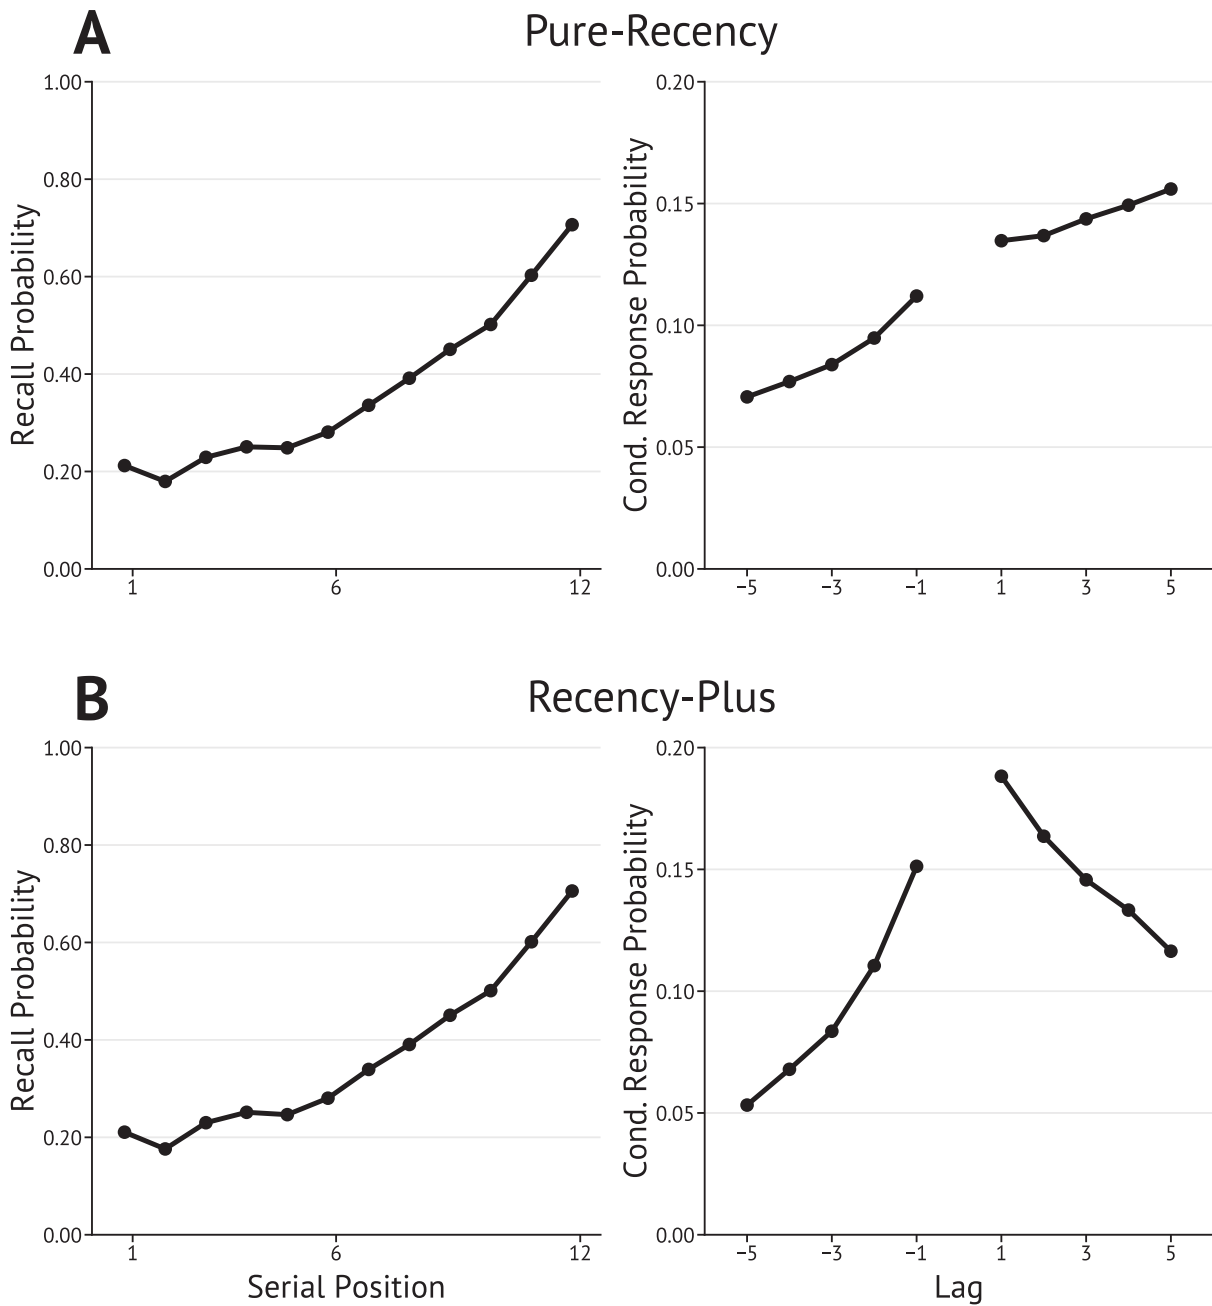 A
Pure-Recency
Recall Probability
1.00
0.80
0.60
0.40
0.20
0.00
1 6 12
Cond. Response Probability
0.20
0.15
0.10
0.05
0.00
−5 −3 −1 1 3 5
B
Recency-Plus
Recall Probability
1.00
0.80
0.60
0.40
0.20
0.00
1 6 12
Serial Position
Cond. Response Probability
0.20
0.15
0.10
0.05
0.00
−5 −3 −1 1 3 5
Lag